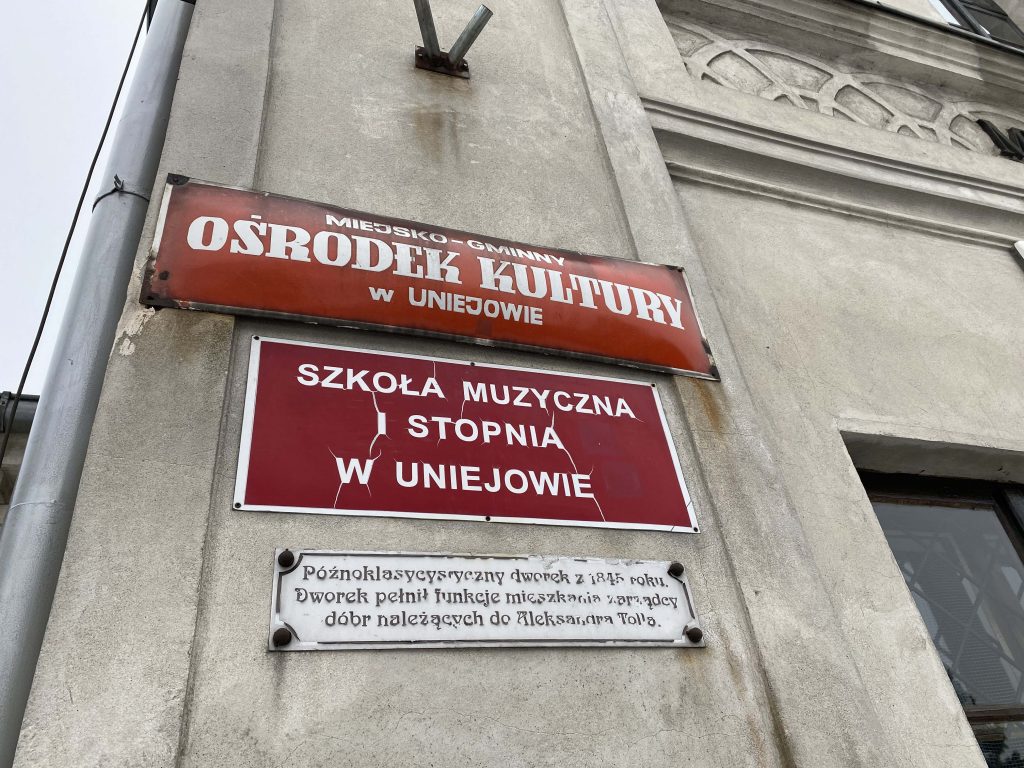 MIEJSKO-GMINNY
OŚRODEK KULTURY
W UNIEJOWIE
SZKOŁA MUZYCZNA
I STOPNIA
W UNIEJOWIE
Późnoklasycystyczny dworek z 1845 roku.
Dworek pełnił funkcje mieszkania zarządcy
dóbr należących do Aleksandra Tolla.